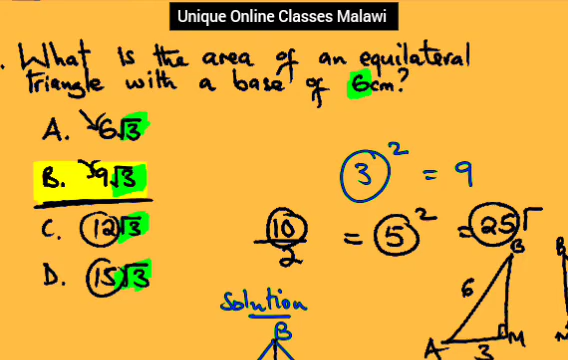 Unique Online Classes Malawi
. What is the area of an equilateral
triangle with a base of 6cm?
A. 6√3
B. 9√3
C. 12√3
D. 15√3
3² = 9
10/2 = 5² = 25√
Solution
B
B
6
A 3 M